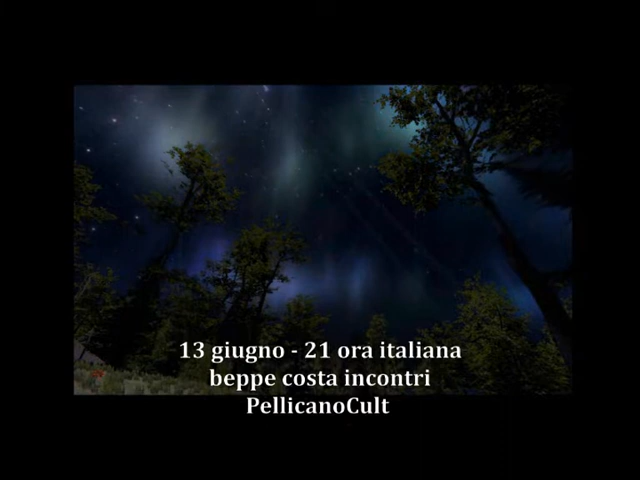 13 giugno - 21 ora italiana
beppe costa incontri
PellicanoCult